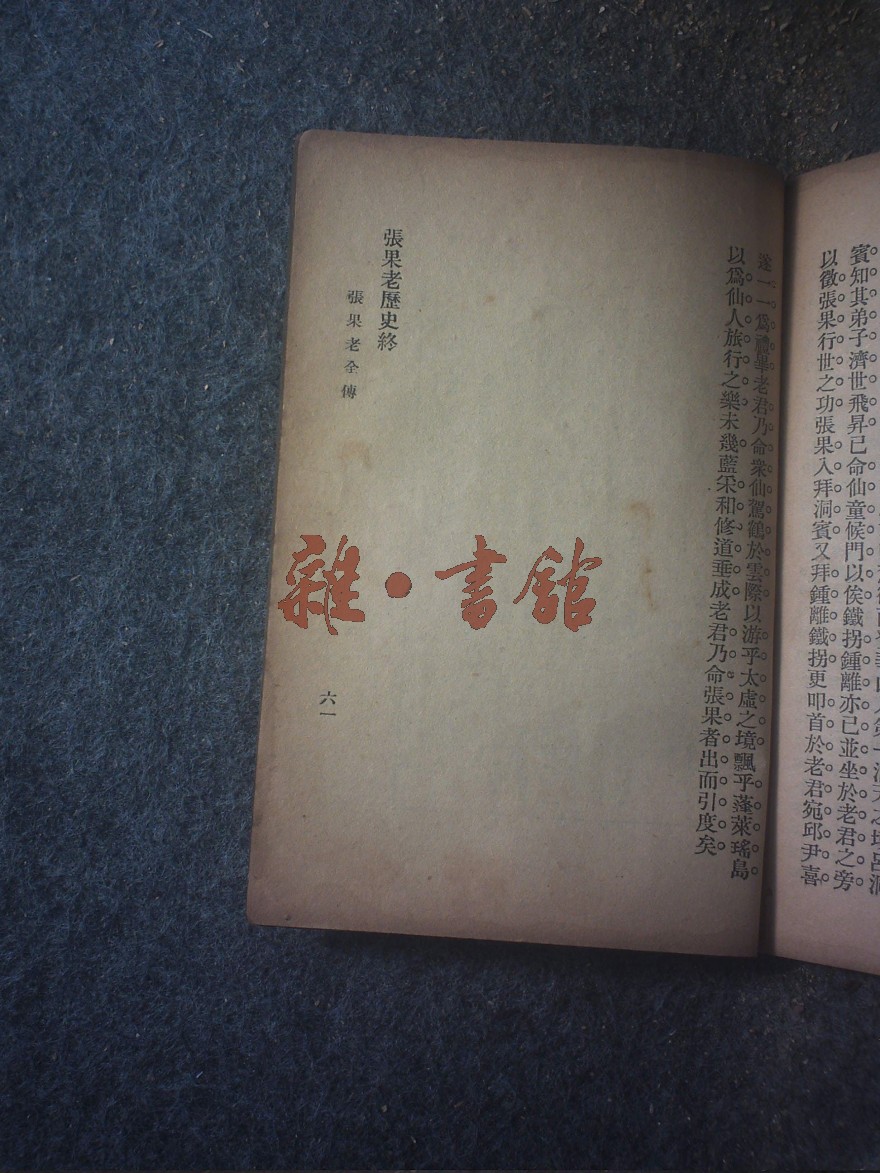 賓知其弟子濟世飛昇已命仙童候門以俟鐵拐鍾離亦已並坐於老君之旁
以徵張果行世之功張果入拜洞賓又拜鍾離鐵拐更叩首於老君宛邱尹喜
遂一一爲禮畢老君乃命衆仙駕鶴於雲際以游乎太虛之境飄乎蓬萊瑤島
以爲仙人旅行之樂未幾藍采和修道垂成老君乃命張果者出而引度矣
張果老歷史終
張果老全傳
六一
雜·書館